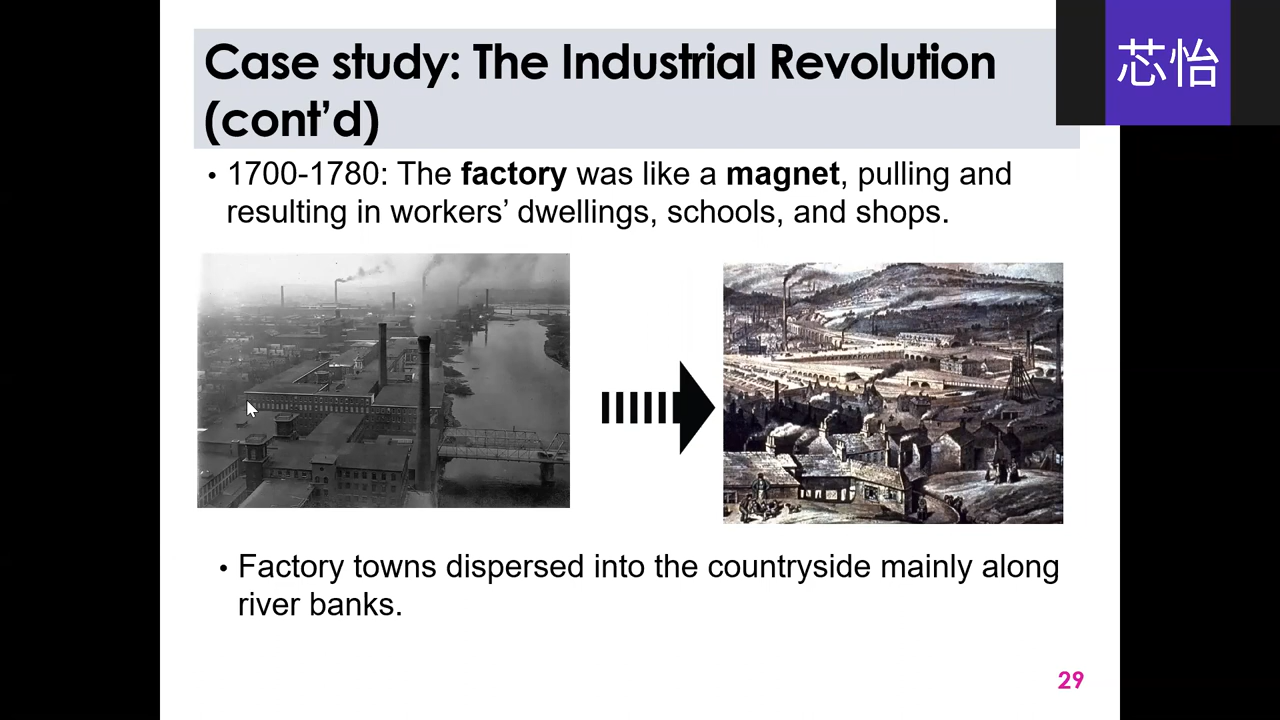 Case study: The Industrial Revolution
(cont’d)
芯怡
• 1700-1780: The factory was like a magnet, pulling and
resulting in workers’ dwellings, schools, and shops.
• Factory towns dispersed into the countryside mainly along
river banks.
29